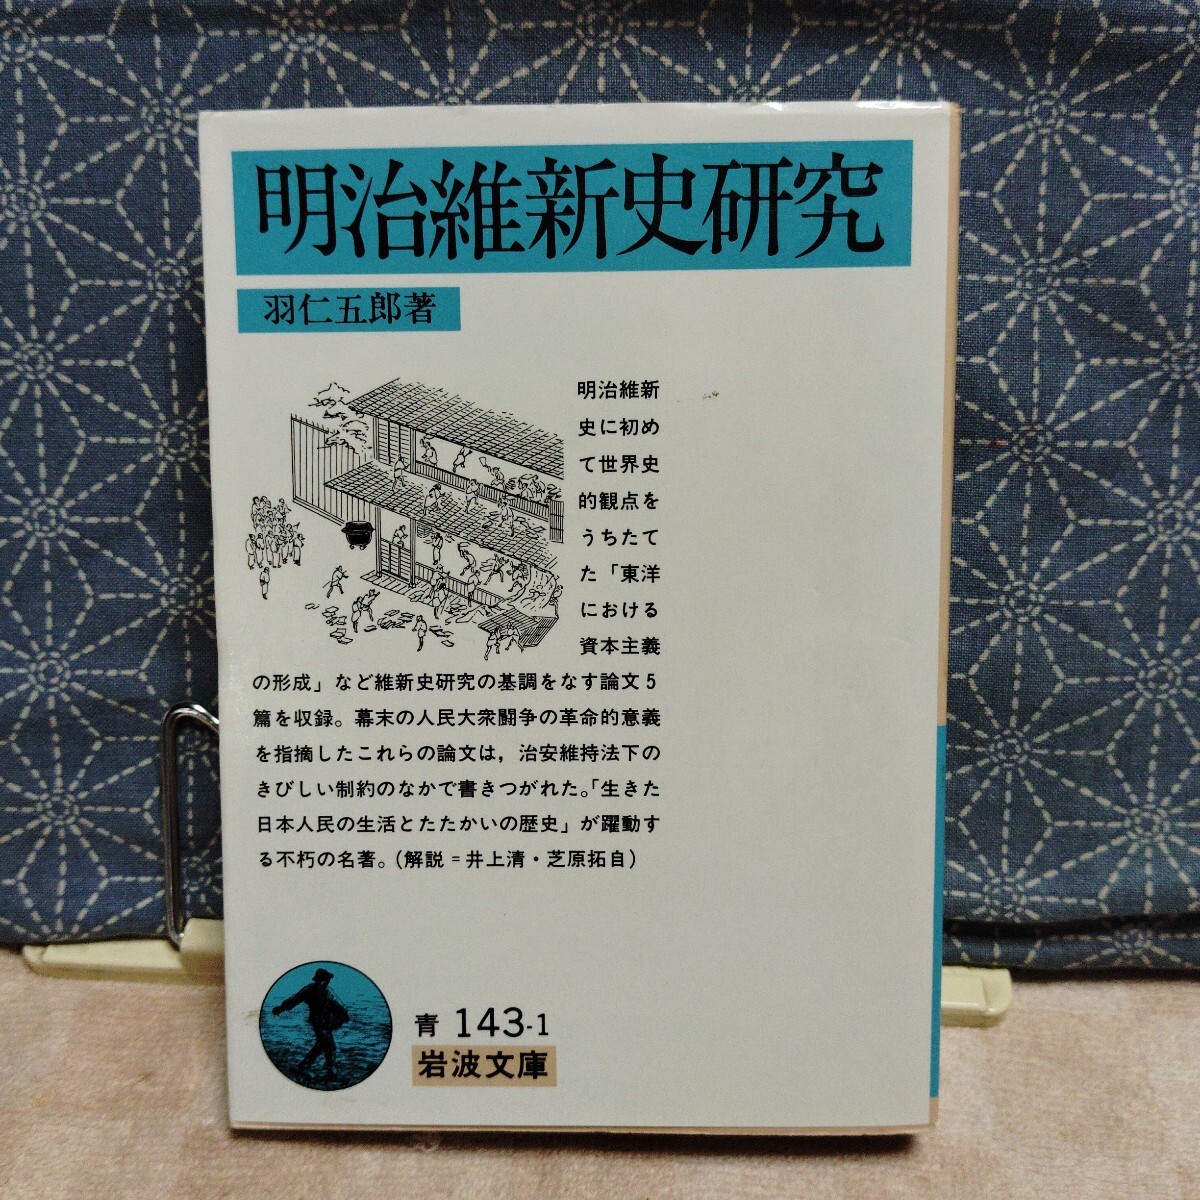 明治維新史研究
羽仁五郎著
明治維新
史に初め
て世界史
的観点を
うちたて
た「東洋
における
資本主義
の形成」など維新史研究の基調をなす論文5
篇を収録。幕末の人民大衆闘争の革命的意義
を指摘したこれらの論文は，治安維持法下の
きびしい制約のなかで書きつがれた。「生きた
日本人民の生活とたたかいの歴史」が躍動す
る不朽の名著。(解説＝井上清・芝原拓自)
青 143-1
岩波文庫